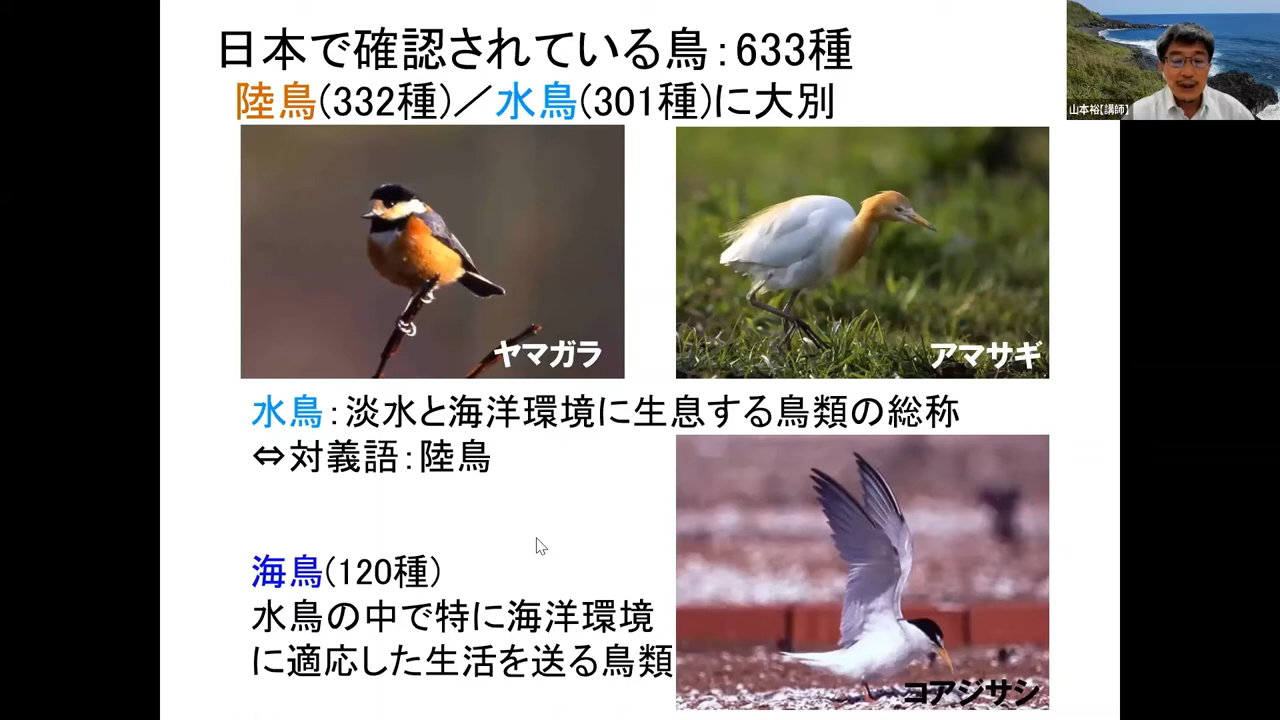 日本で確認されている鳥：633種
陸鳥(332種)／水鳥(301種)に大別
山本裕【講師】
ヤマガラ
アマサギ
水鳥：淡水と海洋環境に生息する鳥類の総称
⇔対義語：陸鳥
海鳥(120種)
水鳥の中で特に海洋環境
に適応した生活を送る鳥類
コアジサシ